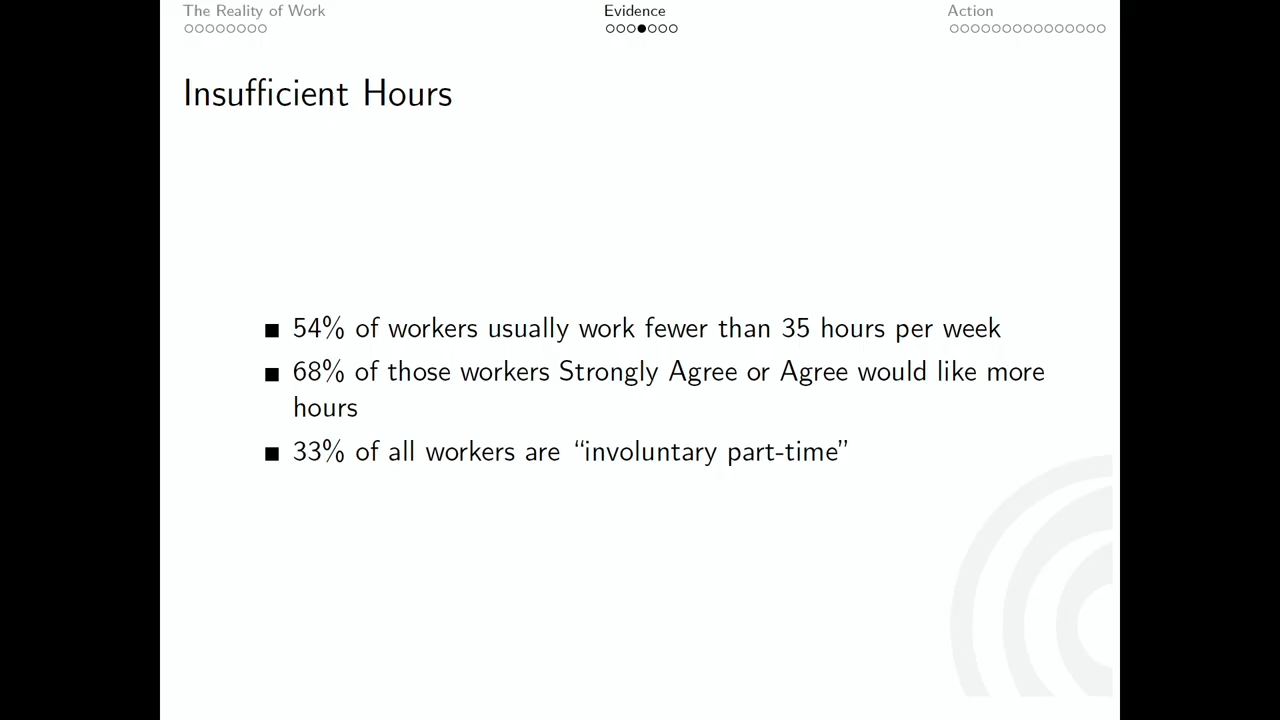 The Reality of Work
Evidence
Action
Insufficient Hours
54% of workers usually work fewer than 35 hours per week
68% of those workers Strongly Agree or Agree would like more
hours
33% of all workers are “involuntary part-time”